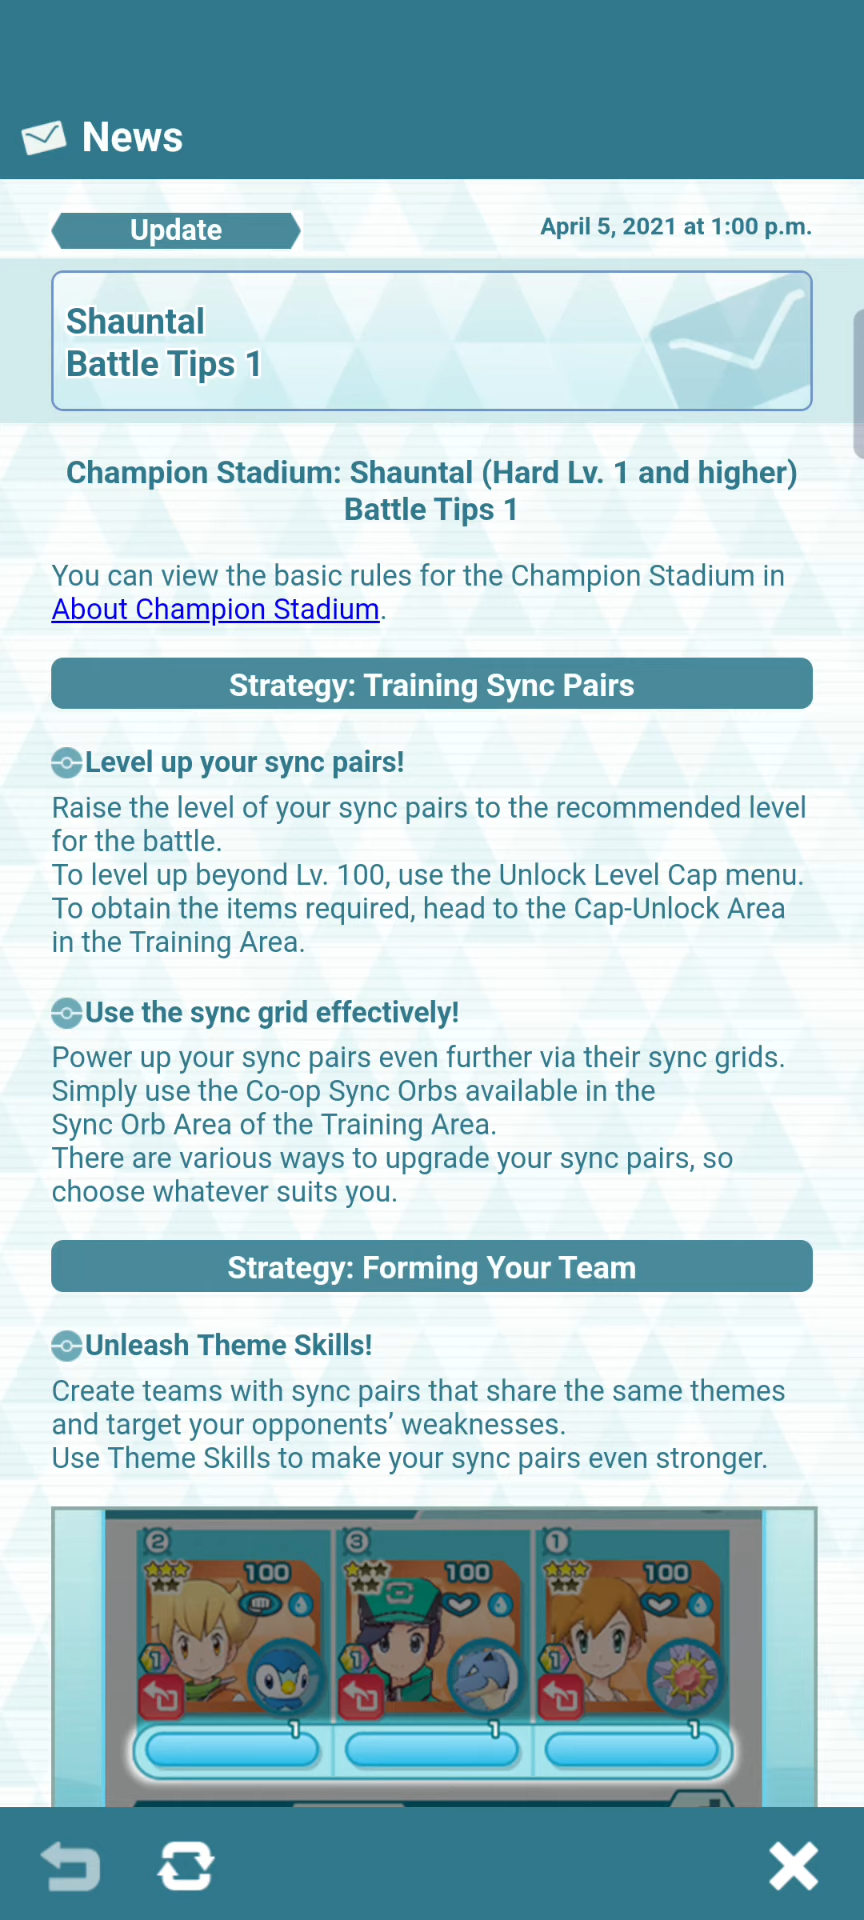 News
Update
April 5, 2021 at 1:00 p.m.
Shauntal
Battle Tips 1
Champion Stadium: Shauntal (Hard Lv. 1 and higher)
Battle Tips 1
You can view the basic rules for the Champion Stadium in
About Champion Stadium.
Strategy: Training Sync Pairs
Level up your sync pairs!
Raise the level of your sync pairs to the recommended level
for the battle.
To level up beyond Lv. 100, use the Unlock Level Cap menu.
To obtain the items required, head to the Cap-Unlock Area
in the Training Area.
Use the sync grid effectively!
Power up your sync pairs even further via their sync grids.
Simply use the Co-op Sync Orbs available in the
Sync Orb Area of the Training Area.
There are various ways to upgrade your sync pairs, so
choose whatever suits you.
Strategy: Forming Your Team
Unleash Theme Skills!
Create teams with sync pairs that share the same themes
and target your opponents’ weaknesses.
Use Theme Skills to make your sync pairs even stronger.
2 3 1
100 100 100
1 1 1
1 1 1